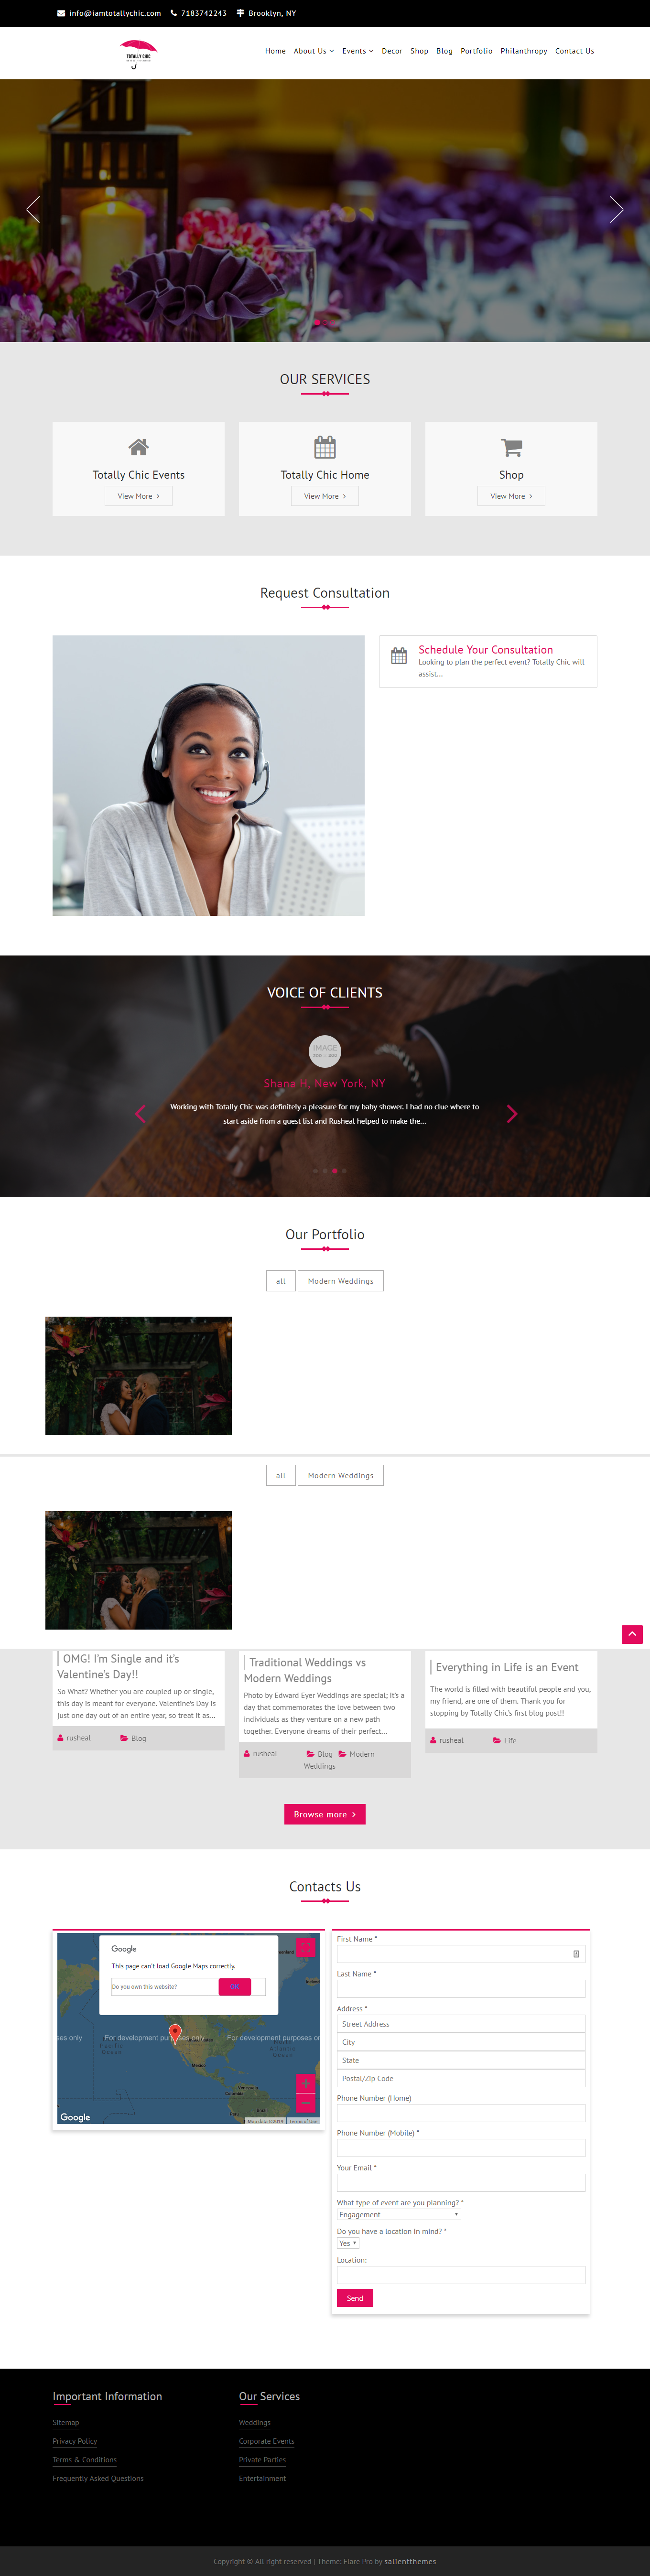 info@iamtotallychic.com 7183742243 Brooklyn, NY
TOTALLY CHIC
Home About Us Events Decor Shop Blog Portfolio Philanthropy Contact Us
OUR SERVICES
Totally Chic Events
View More
Totally Chic Home
View More
Shop
View More
Request Consultation
Schedule Your Consultation
Looking to plan the perfect event? Totally Chic will
assist...
VOICE OF CLIENTS
IMAGE
200 x 200
Shana H, New York, NY
Working with Totally Chic was definitely a pleasure for my baby shower. I had no clue where to
start aside from a guest list and Rusheal helped to make the...
Our Portfolio
all Modern Weddings
all Modern Weddings
OMG! I'm Single and it's
Valentine's Day!!
So What? Whether you are coupled up or single,
this day is meant for everyone. Valentine's Day is
just one day out of an entire year, so treat it as...
rusheal Blog
Traditional Weddings vs
Modern Weddings
Photo by Edward Eyer Weddings are special; it's a
day that commemorates the love between two
individuals as they venture on a new path
together. Everyone dreams of their perfect...
rusheal Blog Modern
Weddings
Everything in Life is an Event
The world is filled with beautiful people and you,
my friend, are one of them. Thank you for
stopping by Totally Chic's first blog post!!
rusheal Life
Browse more
Contacts Us
Google
This page can't load Google Maps correctly.
Do you own this website? OK
For development purposes only
For development purposes on
oses only
Mexico
Venezuela
Colombia
Brazil
Peru
Google
Map data ©2019 Terms of Use
First Name *
Last Name *
Address *
Street Address
City
State
Postal/Zip Code
Phone Number (Home)
Phone Number (Mobile) *
Your Email *
What type of event are you planning? *
Engagement
Do you have a location in mind? *
Yes
Location:
Send
Important Information
Sitemap
Privacy Policy
Terms & Conditions
Frequently Asked Questions
Our Services
Weddings
Corporate Events
Private Parties
Entertainment
Copyright © All right reserved | Theme: Flare Pro by salientthemes